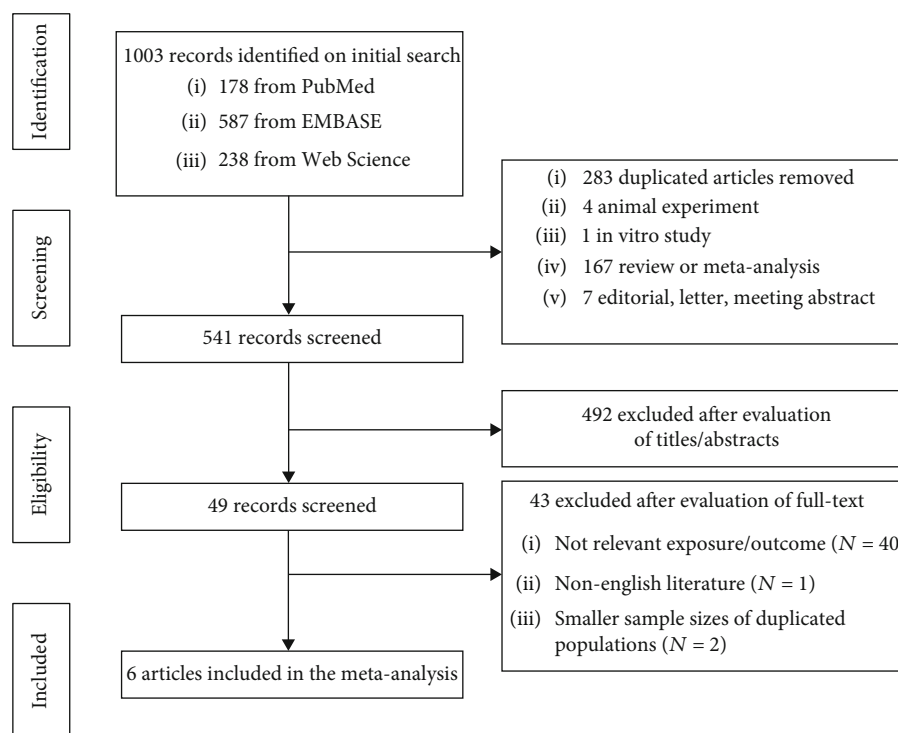 Identification
1003 records identified on initial search
(i) 178 from PubMed
(ii) 587 from EMBASE
(iii) 238 from Web Science
(i) 283 duplicated articles removed
(ii) 4 animal experiment
(iii) 1 in vitro study
(iv) 167 review or meta-analysis
(v) 7 editorial, letter, meeting abstract
Screening
541 records screened
492 excluded after evaluation
of titles/abstracts
Eligibility
49 records screened
43 excluded after evaluation of full-text
(i) Not relevant exposure/outcome (N = 40
(ii) Non-english literature (N = 1)
(iii) Smaller sample sizes of duplicated
populations (N = 2)
Included
6 articles included in the meta-analysis